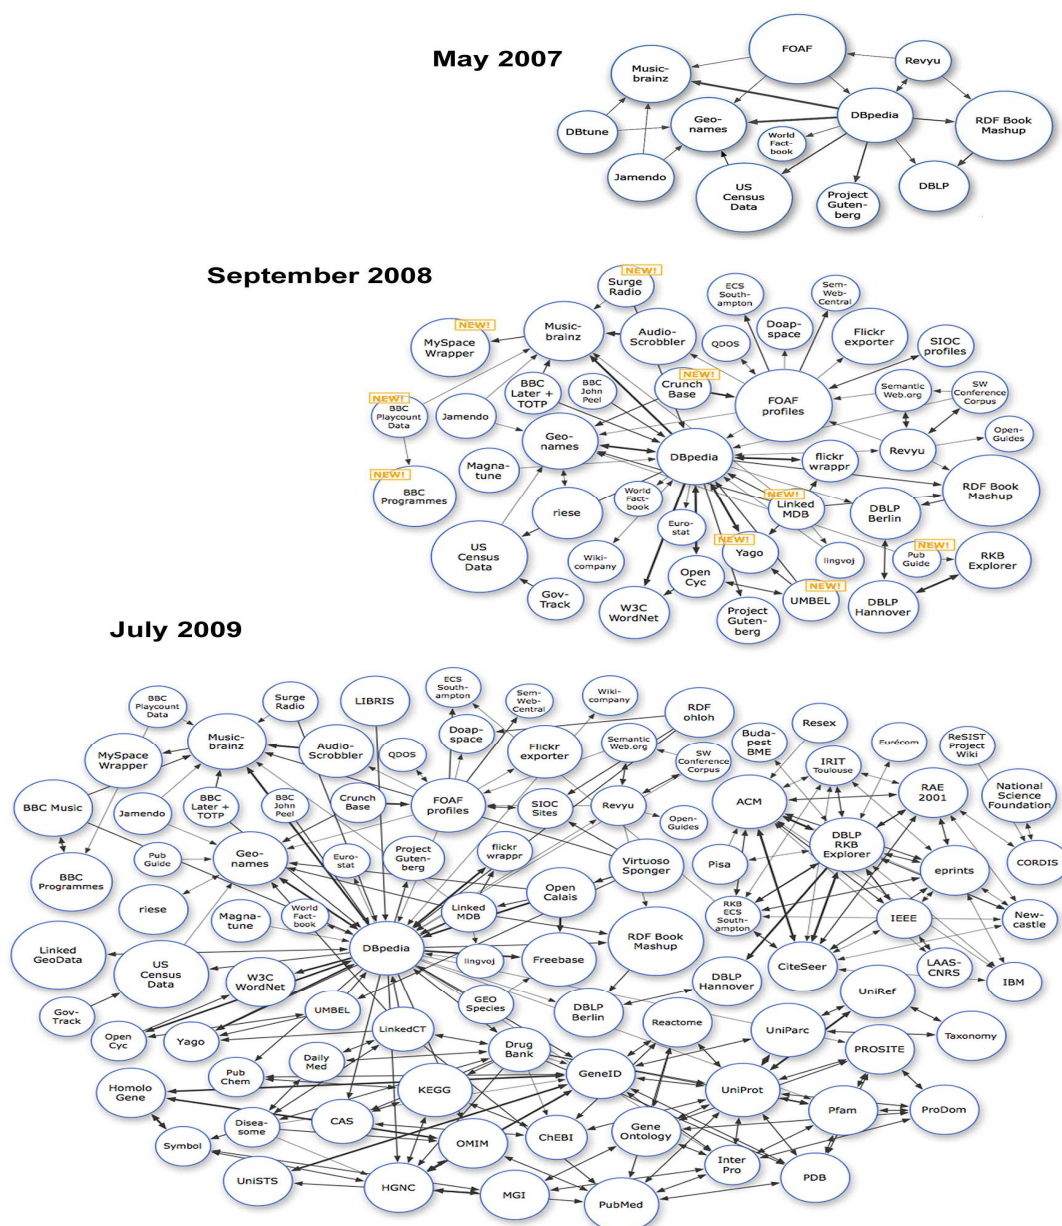 May 2007
FOAF
Revyu
Music-
brainz
DBpedia
RDF Book
Mashup
DBtune
Geo-
names
World
Fact-
book
Jamendo
US
Census
Data
Project
Guten-
berg
DBLP
September 2008
NEW!
Surge
Radio
ECS
South-
ampton
Sem-
Web-
Central
NEW!
MySpace
Wrapper
Music-
brainz
Audio-
Scrobbler
QDOS
Doap-
space
Flickr
exporter
SIOC
profiles
NEW!
BBC
Playcount
Data
Jamendo
BBC
Later +
TOTP
BBC
John
Peel
NEW!
Crunch
Base
FOAF
profiles
Semantic
Web.org
SW
Conference
Corpus
Open-
Guides
Geo-
names
DBpedia
flickr
wrappr
Revyu
NEW!
BBC
Programmes
Magna-
tune
riese
World
Fact-
book
Euro-
stat
NEW!
Linked
MDB
DBLP
Berlin
RDF Book
Mashup
US
Census
Data
Wiki-
company
NEW!
Yago
lingvoj
NEW!
Pub
Guide
RKB
Explorer
Gov-
Track
W3C
WordNet
Open
Cyc
Project
Guten-
berg
NEW!
UMBEL
DBLP
Hannover
July 2009
BBC
Playcount
Data
Surge
Radio
LIBRIS
ECS
South-
ampton
Sem-
Web-
Central
Wiki-
company
RDF
ohloh
Resex
MySpace
Wrapper
Music-
brainz
Audio-
Scrobbler
QDOS
Doap-
space
Flickr
exporter
Semantic
Web.org
SW
Conference
Corpus
Buda-
pest
BME
IRIT
Toulouse
Eurécom
ReSIST
Project
Wiki
BBC Music
Jamendo
BBC
Later +
TOTP
BBC
John
Peel
Crunch
Base
FOAF
profiles
SIOC
Sites
Revyu
Open-
Guides
ACM
RAE
2001
National
Science
Foundation
BBC
Programmes
Pub
Guide
Geo-
names
Euro-
stat
Project
Guten-
berg
flickr
wrappr
Virtuoso
Sponger
Pisa
DBLP
RKB
Explorer
eprints
CORDIS
riese
Magna-
tune
World
Fact-
book
Linked
MDB
Open
Calais
RKB
ECS
South-
ampton
IEEE
New-
castle
Linked
GeoData
US
Census
Data
W3C
WordNet
DBpedia
lingvoj
Freebase
RDF Book
Mashup
DBLP
Hannover
CiteSeer
LAAS-
CNRS
IBM
Gov-
Track
Open
Cyc
Yago
UMBEL
LinkedCT
GEO
Species
DBLP
Berlin
Reactome
UniParc
UniRef
Taxonomy
Homolo
Gene
Pub
Chem
Daily
Med
KEGG
Drug
Bank
GeneID
UniProt
PROSITE
Symbol
Disea-
some
CAS
OMIM
ChEBI
Gene
Ontology
Pfam
ProDom
UniSTS
HGNC
MGI
PubMed
Inter
Pro
PDB